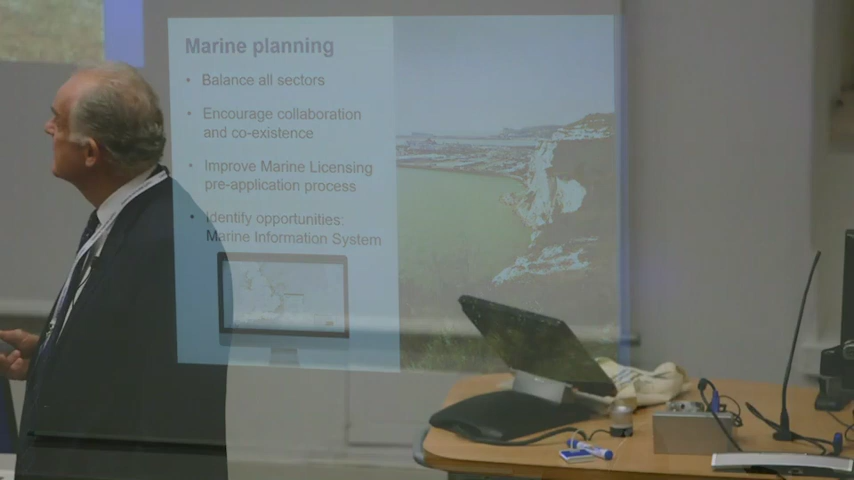 Marine planning
• Balance all sectors
• Encourage collaboration
and co-existence
• Improve Marine Licensing
pre-application process
• Identify opportunities:
Marine Information System